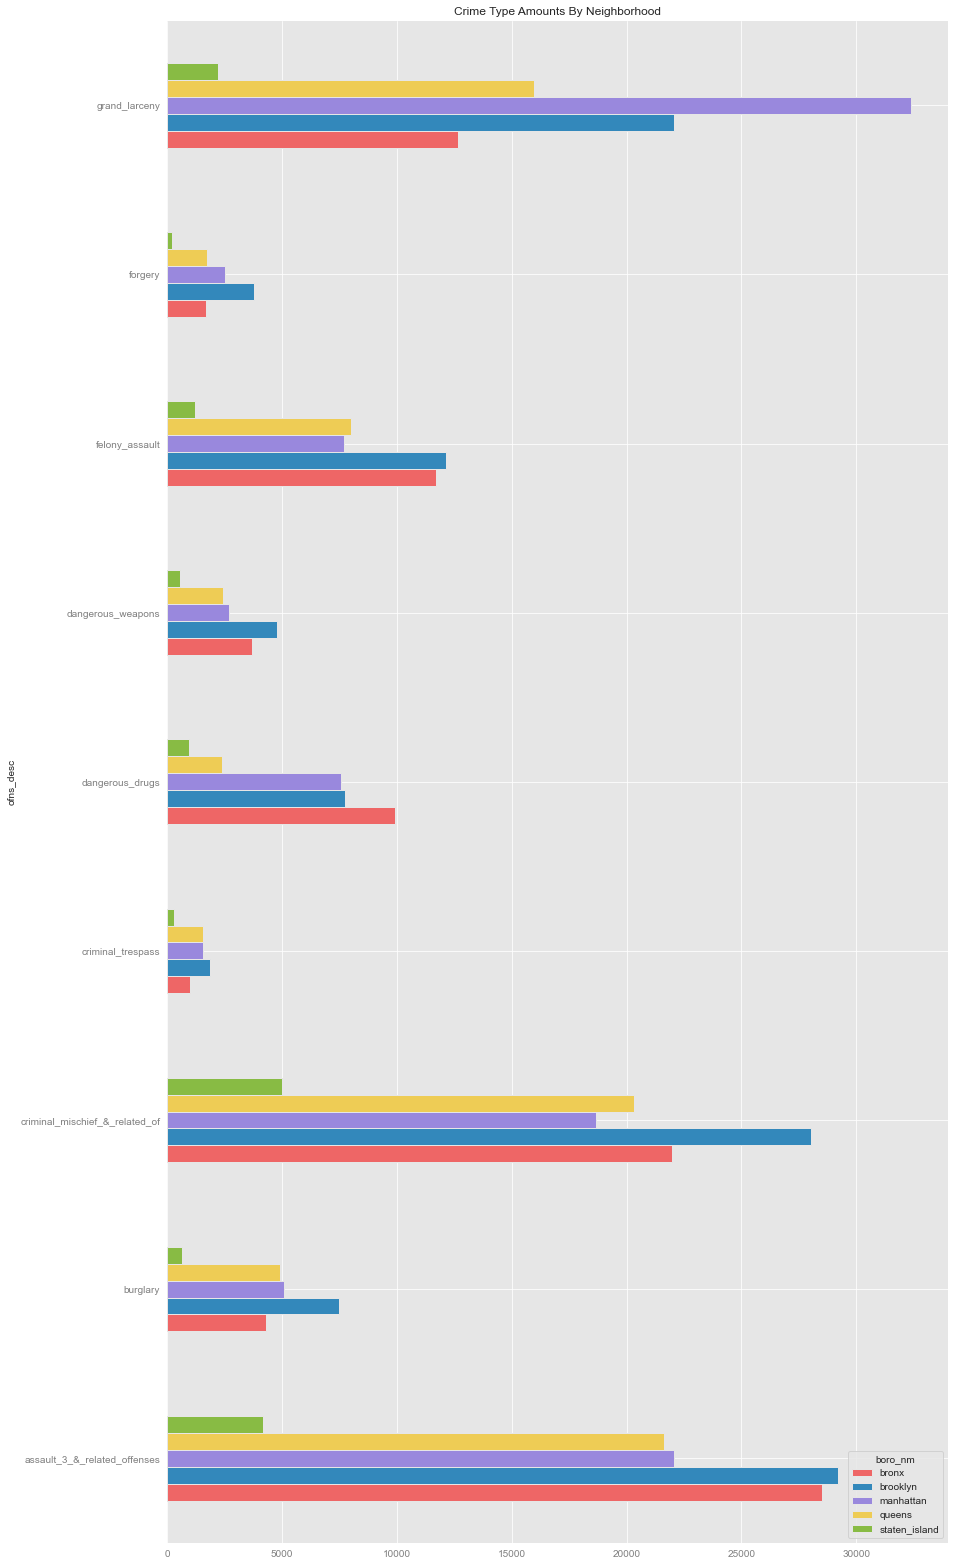 Crime Type Amounts By Neighborhood
grand_larceny
forgery
felony_assault
dangerous_weapons
dangerous_drugs
ofns_desc
criminal_trespass
criminal_mischief_&_related_of
burglary
assault_3_&_related_offenses
boro_nm
bronx
brooklyn
manhattan
queens
staten_island
0 5000 10000 15000 20000 25000 30000